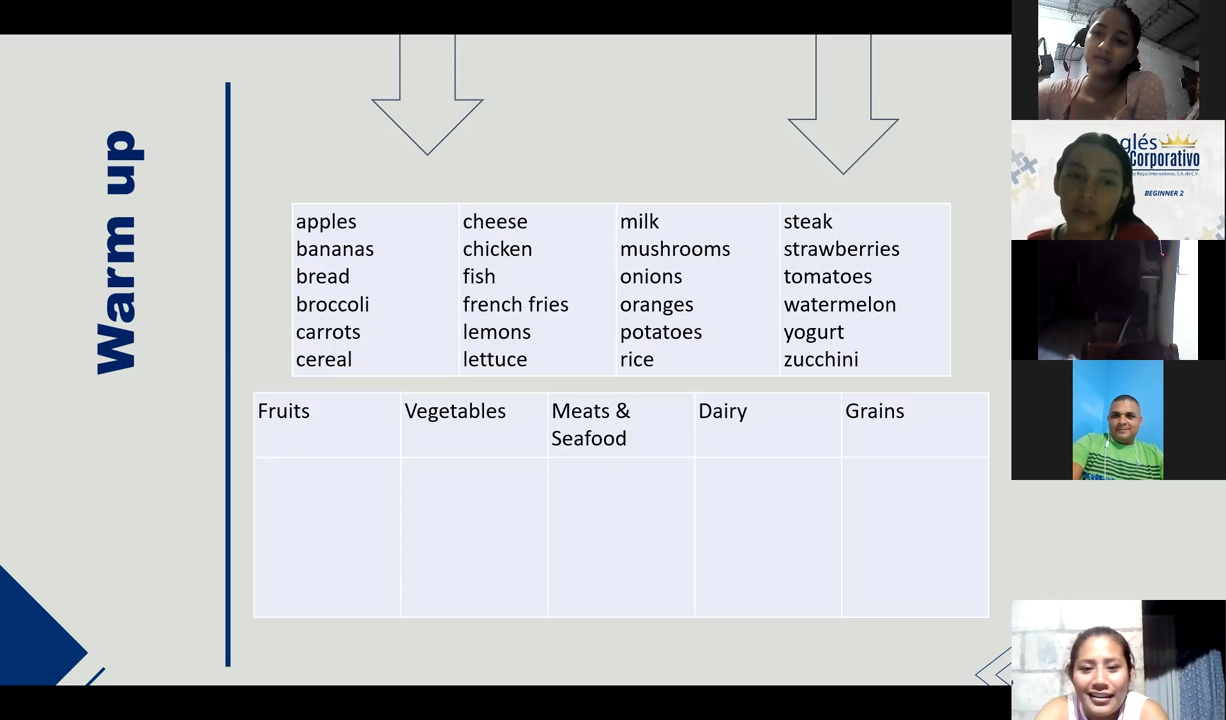 Warm up
apples cheese milk steak
bananas chicken mushrooms strawberries
bread fish onions tomatoes
broccoli french fries oranges watermelon
carrots lemons potatoes yogurt
cereal lettuce rice zucchini
Fruits Vegetables Meats & Dairy Grains
Seafood
glés
Corporativo
BEGINNER 2